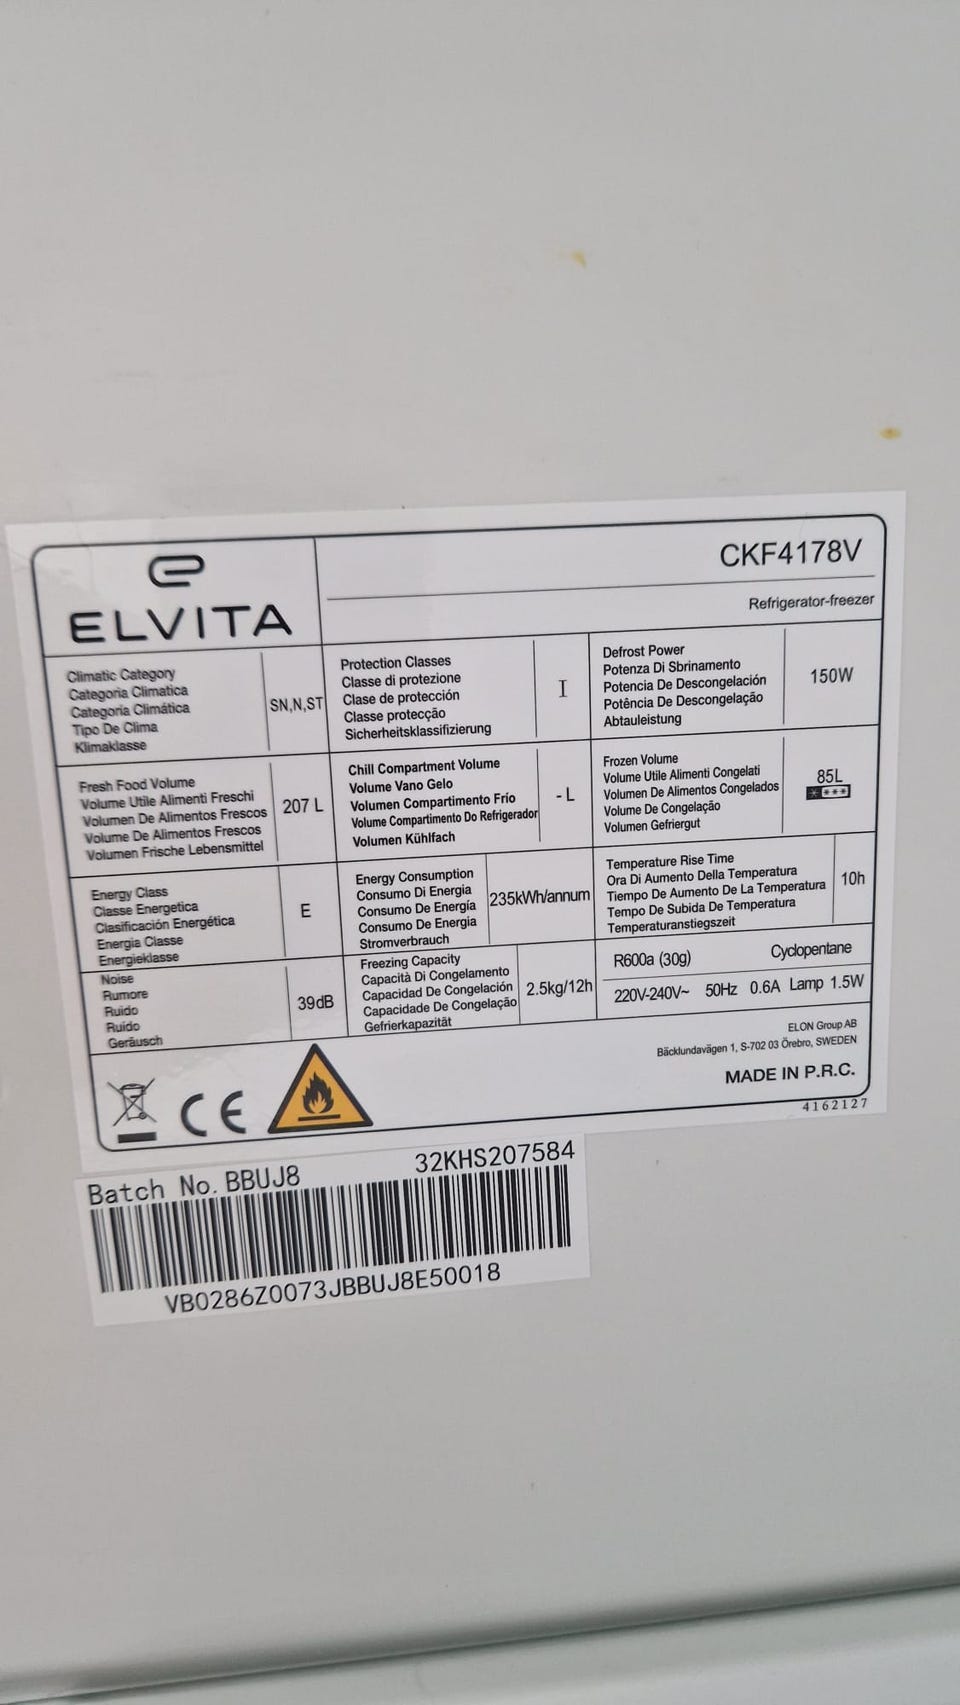 ELVITA
CKF4178V
Refrigerator-freezer
Climatic Category
Categoria Climatica
Categoría Climática
Tipo De Clima
Klimaklasse
SN,N,ST
Protection Classes
Classe di protezione
Clase de protección
Classe protecção
Sicherheitsklassifizierung
I
Defrost Power
Potenza Di Sbrinamento
Potencia De Descongelación
Potência De Descongelação
Abtauleistung
150W
Fresh Food Volume
Volume Utile Alimenti Freschi
Volumen De Alimentos Frescos
Volume De Alimentos Frescos
Volumen Frische Lebensmittel
207 L
Chill Compartment Volume
Volume Vano Gelo
Volumen Compartimento Frío
Volume Compartimento Do Refrigerador
Volumen Kühlfach
- L
Frozen Volume
Volume Utile Alimenti Congelati
Volumen De Alimentos Congelados
Volume De Congelação
Volumen Gefriergut
85L
Energy Class
Classe Energetica
Clasificación Energética
Energia Classe
Energieklasse
E
Energy Consumption
Consumo Di Energia
Consumo De Energía
Consumo De Energia
Stromverbrauch
235kWh/annum
Temperature Rise Time
Ora Di Aumento Della Temperatura
Tiempo De Aumento De La Temperatura
Tempo De Subida De Temperatura
Temperaturanstiegszeit
10h
Noise
Rumore
Ruido
Ruído
Geräusch
39dB
Freezing Capacity
Capacità Di Congelamento
Capacidad De Congelación
Capacidade De Congelação
Gefrierkapazität
2.5kg/12h
R600a (30g) Cyclopentane
220V-240V~ 50Hz 0.6A Lamp 1.5W
ELON Group AB
Bäcklundavägen 1, S-702 03 Örebro, SWEDEN
MADE IN P.R.C.
4162127
CE
Batch No. BBUJ8 32KHS207584
VB0286Z0073JBBUJ8E50018